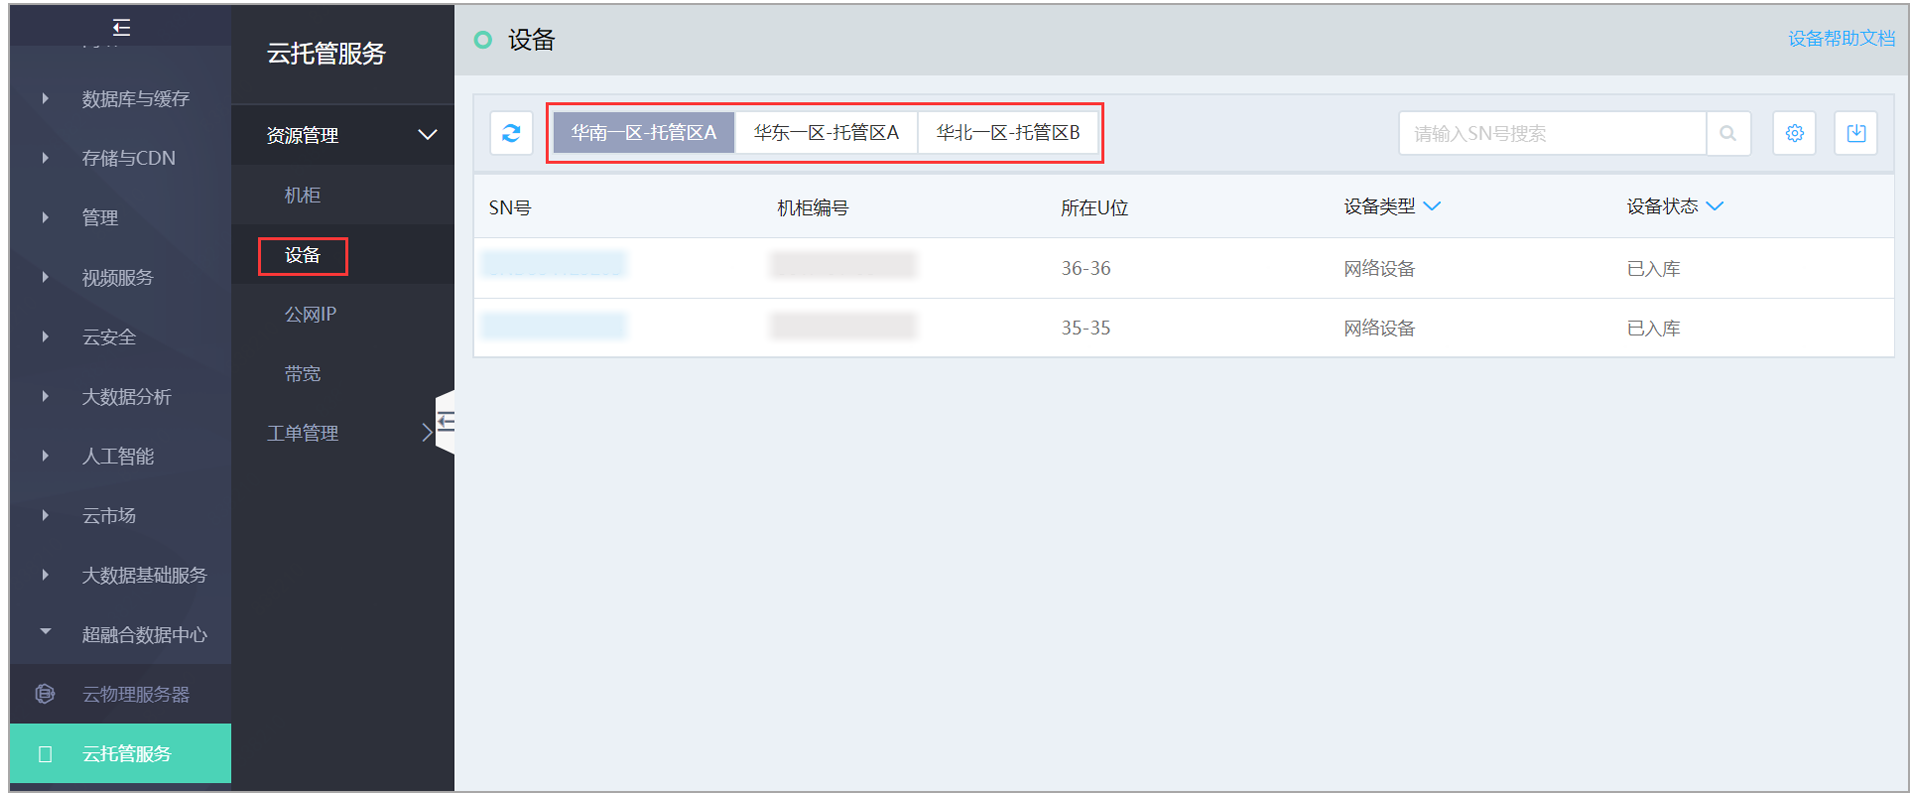 数据库与缓存
存储与CDN
管理
视频服务
云安全
大数据分析
人工智能
云市场
大数据基础服务
超融合数据中心
云物理服务器
云托管服务
云托管服务
资源管理
机柜
设备
公网IP
带宽
工单管理
设备
设备帮助文档
华南一区-托管区A 华东一区-托管区A 华北一区-托管区B 请输入SN号搜索
SN号 机柜编号 所在U位 设备类型 设备状态
36-36 网络设备 已入库
35-35 网络设备 已入库